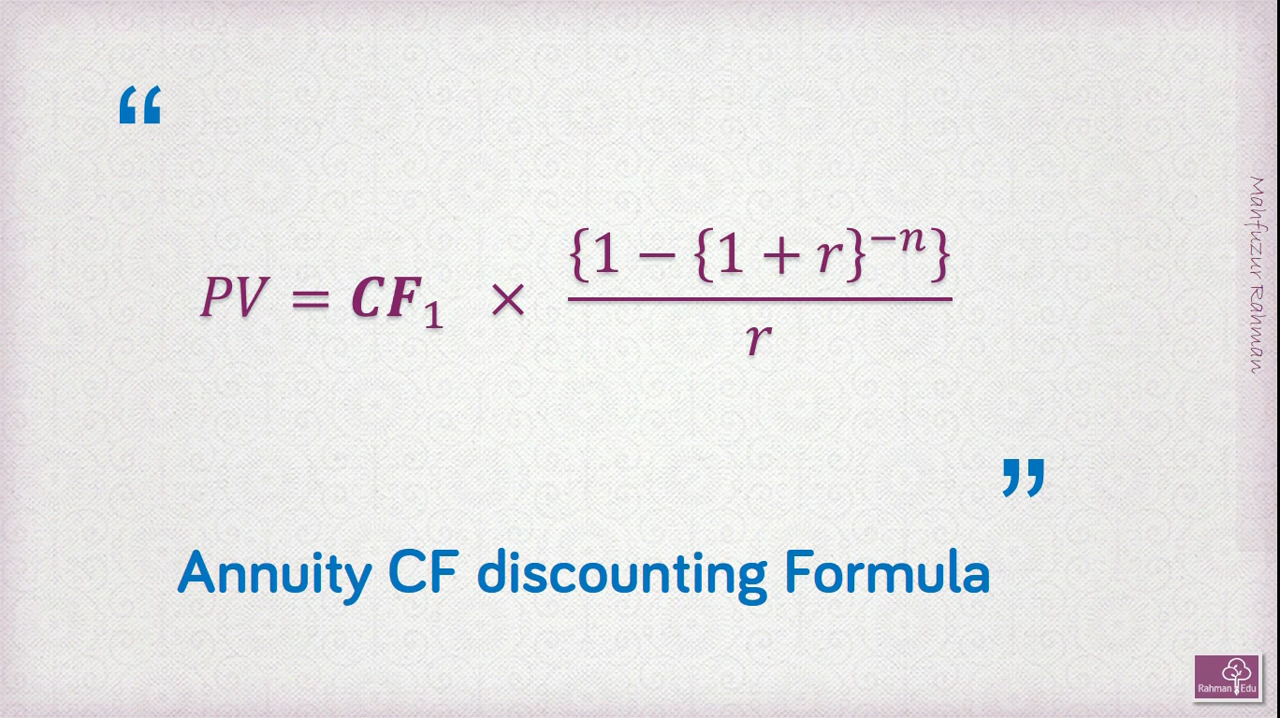 “
PV = CF₁ × {1 − {1 + r}⁻ⁿ} / r
”
Annuity CF discounting Formula
Mahfuzur Rahman
Rahman Edu